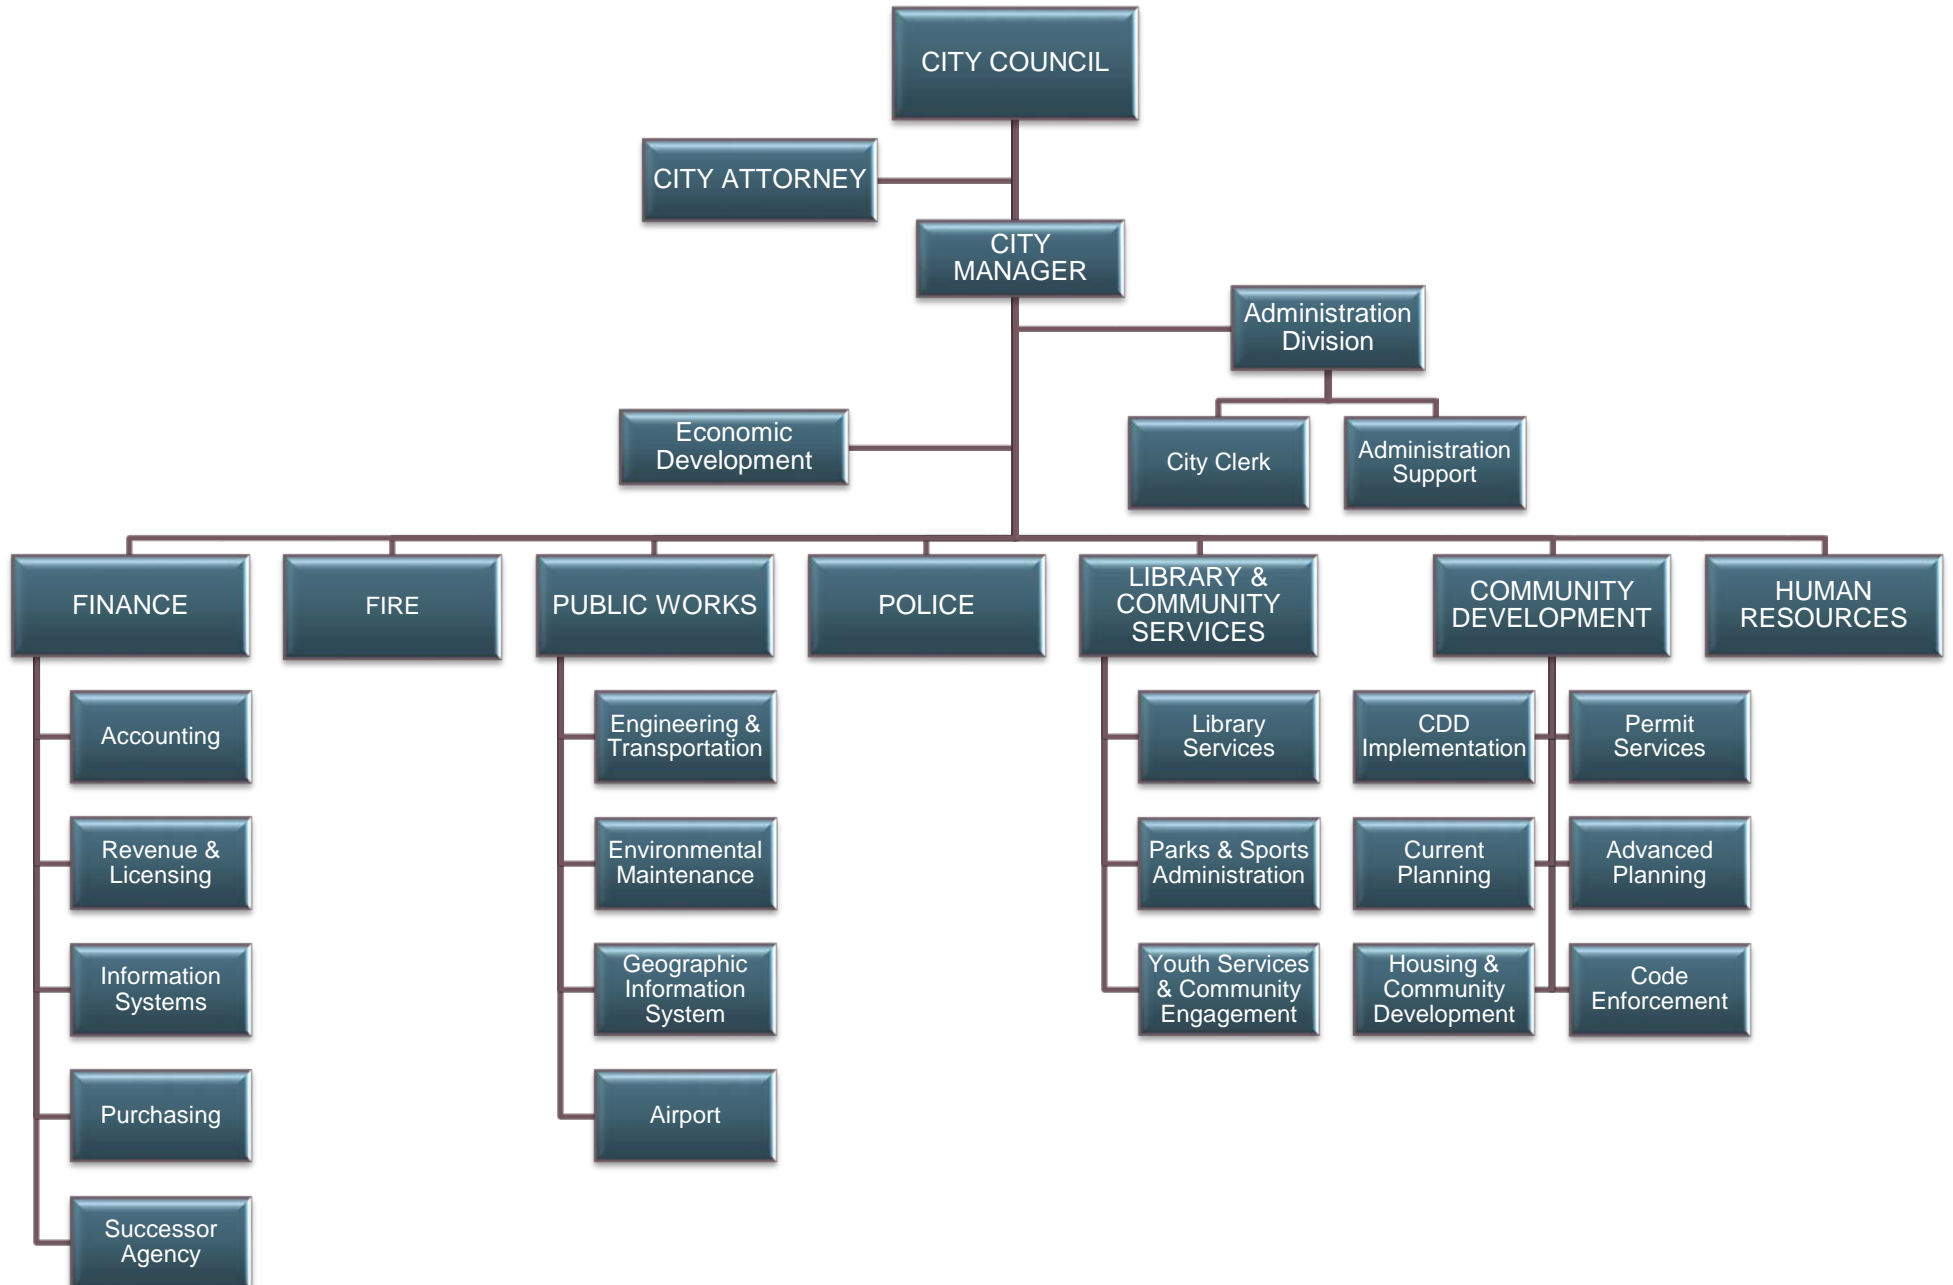 CITY COUNCIL
CITY ATTORNEY
CITY
MANAGER
Administration
Division
Economic
Development
City Clerk
Administration
Support
FINANCE
FIRE
PUBLIC WORKS
POLICE
LIBRARY &
COMMUNITY
SERVICES
COMMUNITY
DEVELOPMENT
HUMAN
RESOURCES
Accounting
Revenue &
Licensing
Information
Systems
Purchasing
Successor
Agency
Engineering &
Transportation
Environmental
Maintenance
Geographic
Information
System
Airport
Library
Services
Parks & Sports
Administration
Youth Services
& Community
Engagement
CDD
Implementation
Current
Planning
Housing &
Community
Development
Permit
Services
Advanced
Planning
Code
Enforcement